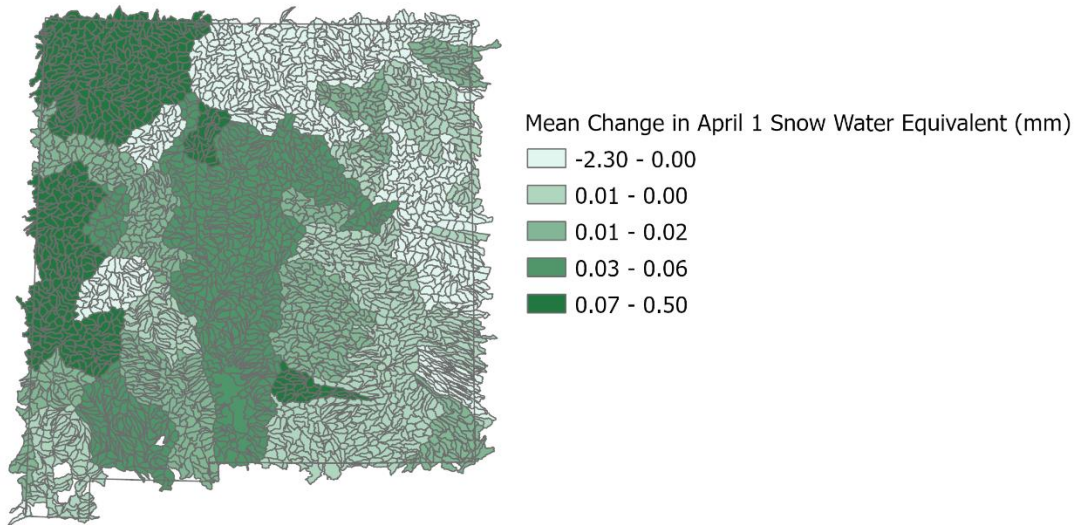 Mean Change in April 1 Snow Water Equivalent (mm)
-2.30 - 0.00
0.01 - 0.00
0.01 - 0.02
0.03 - 0.06
0.07 - 0.50